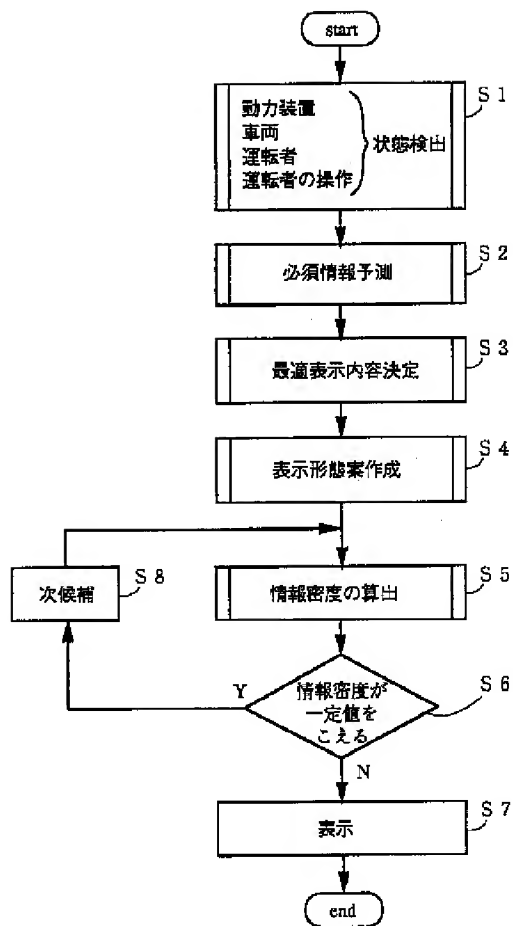 start
S1
動力装置
車両
運転者
運転者の操作
状態検出
S2
必須情報予測
S3
最適表示内容決定
S4
表示形態案作成
S8
次候補
S5
情報密度の算出
Y
情報密度が
一定値を
こえる
S6
N
S7
表示
end